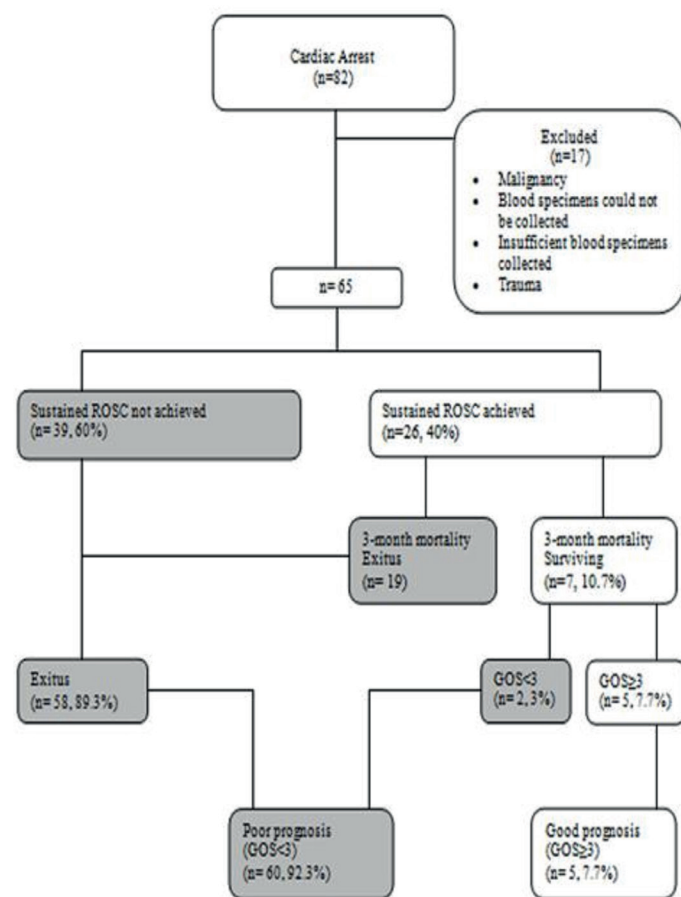 Cardiac Arrest
(n=82)
Excluded
(n=17)
• Malignancy
• Blood specimens could not
be collected
• Insufficient blood specimens
collected
• Trauma
n= 65
Sustained ROSC not achieved
(n= 39, 60%)
Sustained ROSC achieved
(n=26, 40%)
3-month mortality
Exitus
(n= 19)
3-month mortality
Surviving
(n=7, 10.7%)
Exitus
(n= 58, 89.3%)
GOS<3
(n= 2, 3%)
GOS≥3
(n= 5, 7.7%)
Poor prognosis
(GOS<3)
n= 60, 92.3%)
Good prognosis
(GOS≥3)
n= 5, 7.7%)